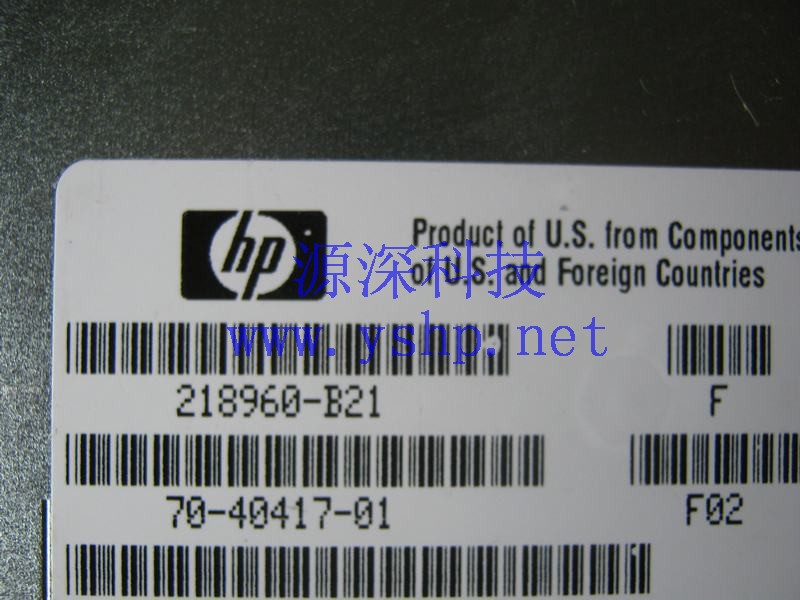 hp
Product of U.S. from Components
of U.S. and Foreign Countries
源深科技
www.yshp.net
218960-B21
F
70-40417-01
F02